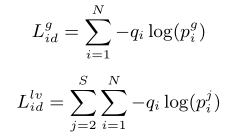 $L_{id}^{g} = \sum_{i=1}^{N} -q_i \log(p_i^{g})$
$L_{id}^{lv} = \sum_{j=2}^{S} \sum_{i=1}^{N} -q_i \log(p_i^{j})$